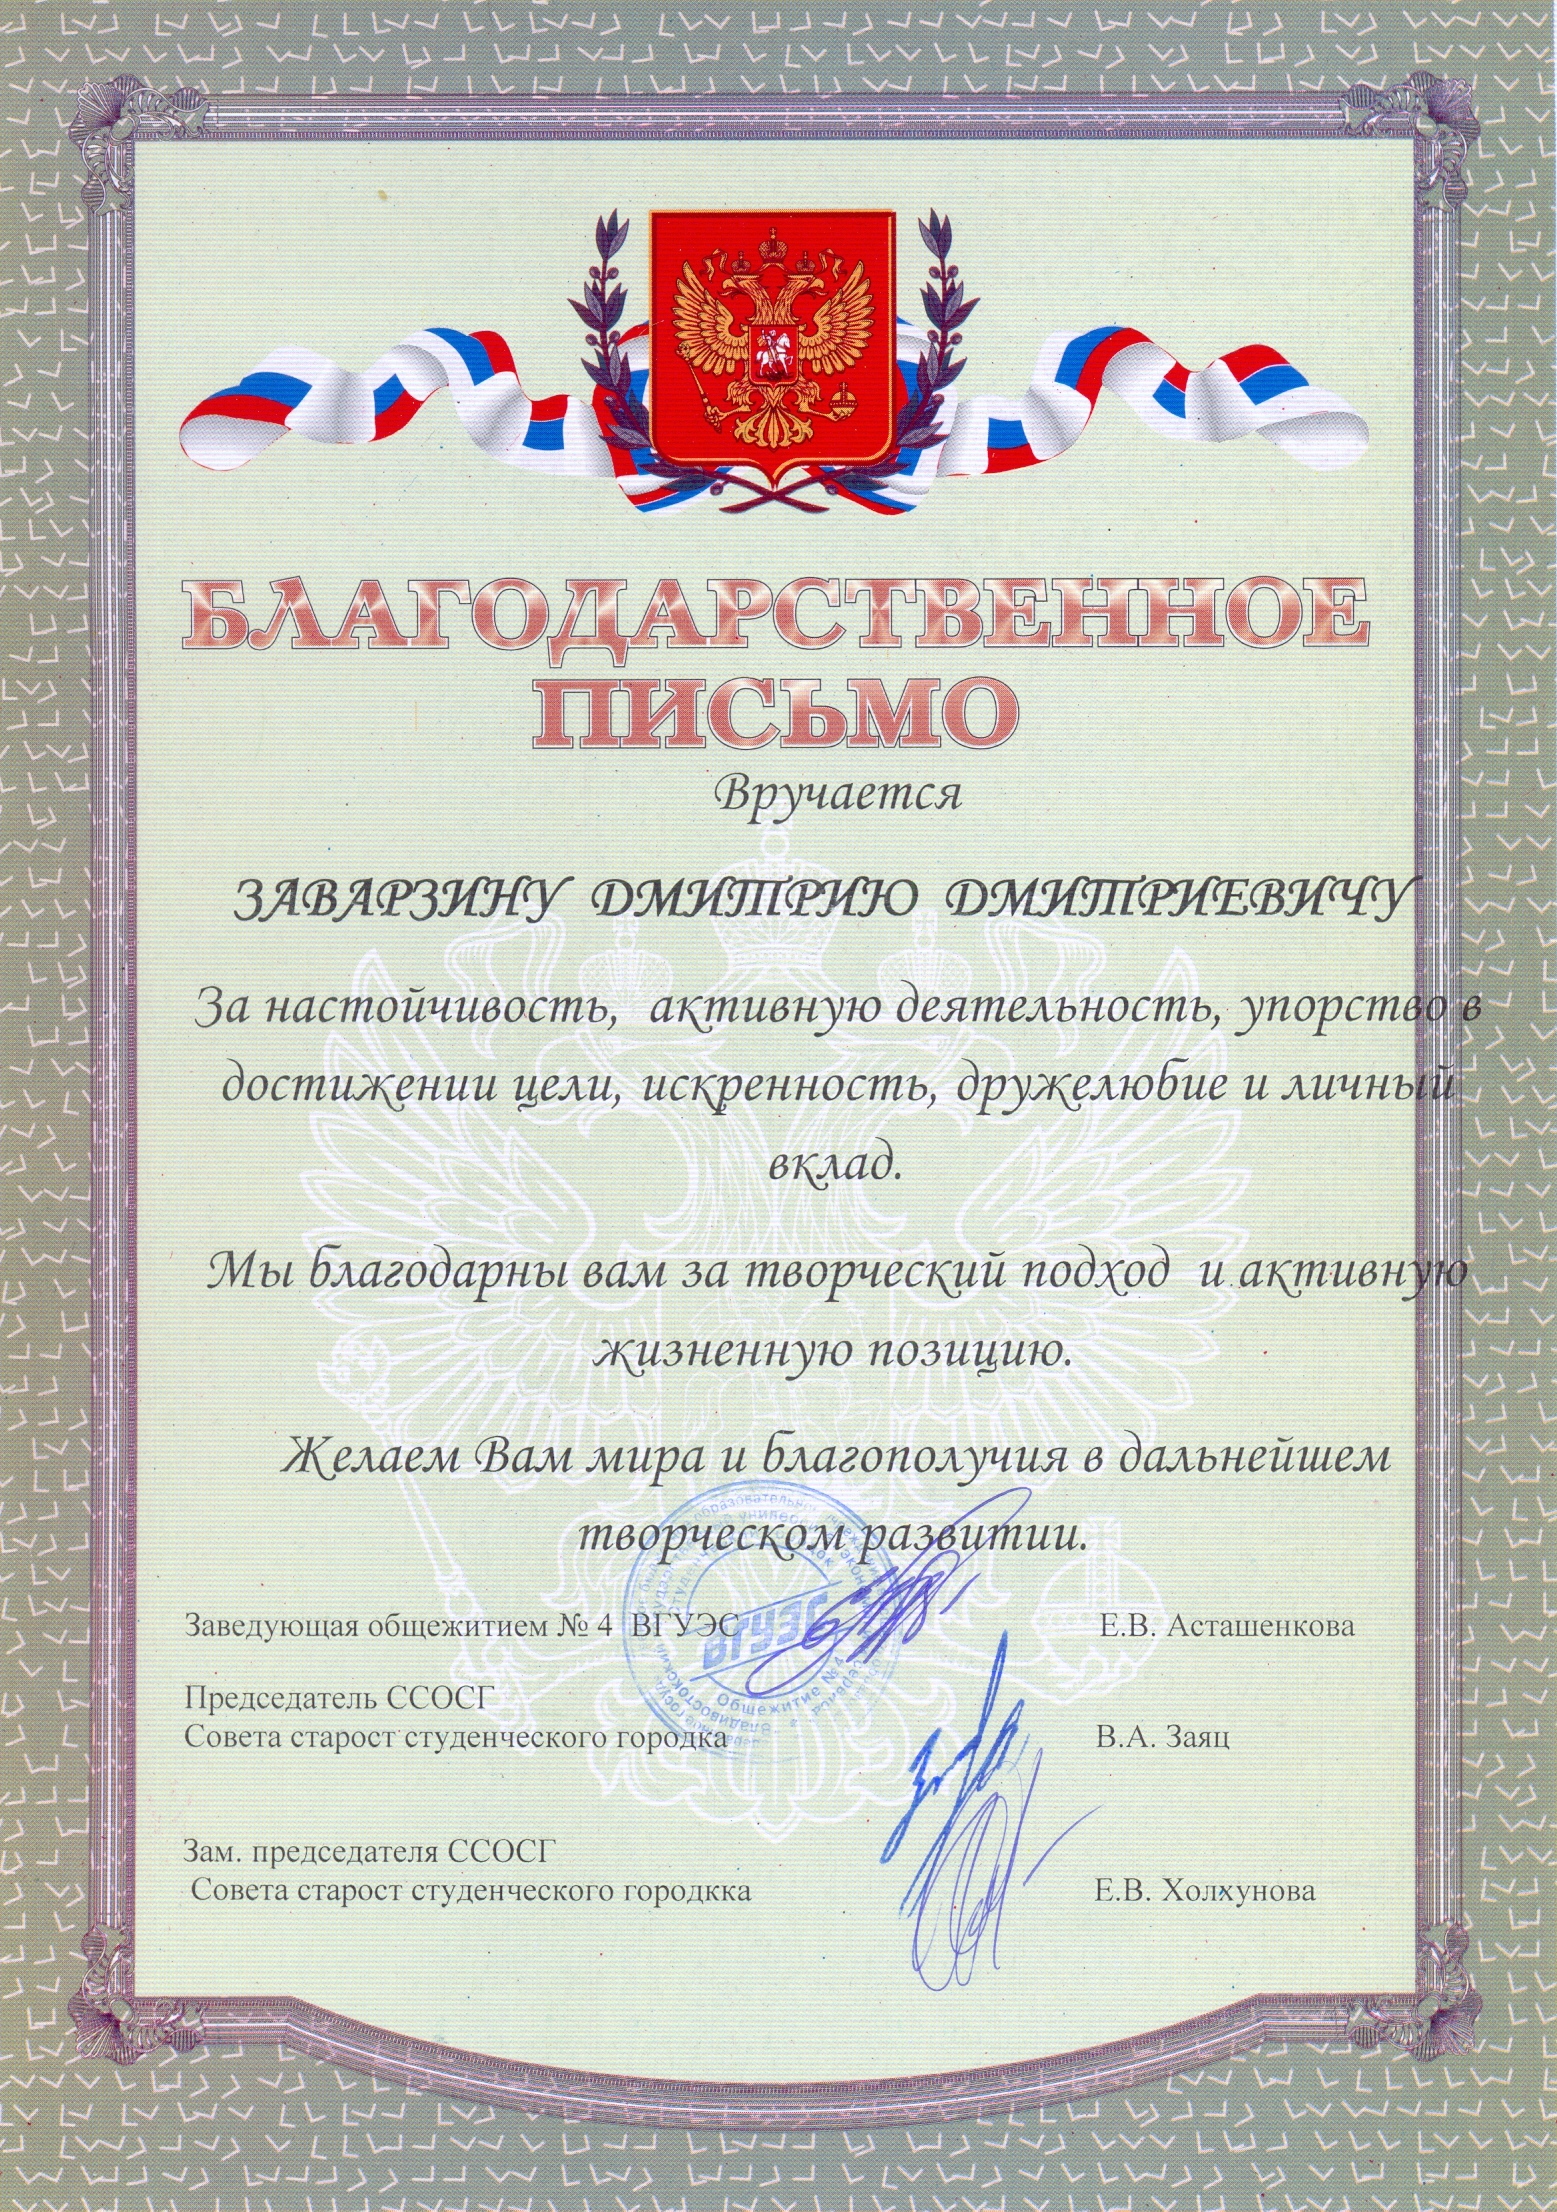 БЛАГОДАРСТВЕННОЕ
ПИСЬМО
Вручается
ЗАВАРЗИНУ ДМИТРИЮ ДМИТРИЕВИЧУ
За настойчивость, активную деятельность, упорство в
достижении цели, искренность, дружелюбие и личный
вклад.
Мы благодарны вам за творческий подход и активную
жизненную позицию.
Желаем Вам мира и благополучия в дальнейшем
творческом развитии.
Заведующая общежитием № 4 ВГУЭС Е.В. Асташенкова
ВГУЭС
Общежитие № 4
Председатель ССОСГ
Совета старост студенческого городка В.А. Заяц
Зам. председателя ССОСГ
Совета старост студенческого городкка Е.В. Холхунова